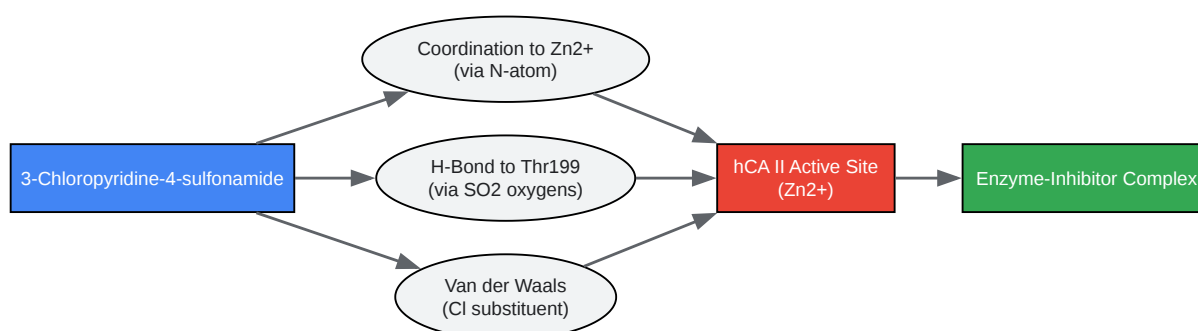 Coordination to Zn2+
(via N-atom)
3-Chloropyridine-4-sulfonamide
H-Bond to Thr199
(via SO2 oxygens)
hCA II Active Site
(Zn2+)
Enzyme-Inhibitor Complex
Van der Waals
(Cl substituent)